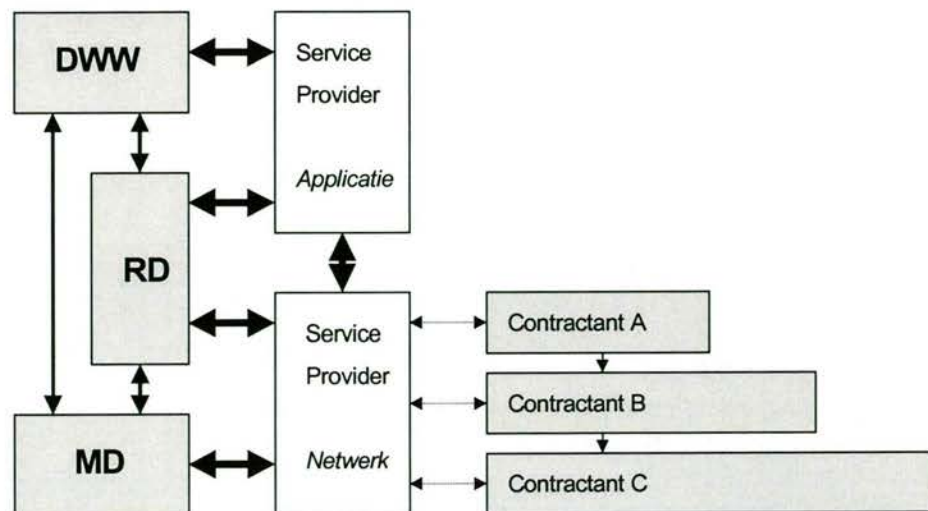 DWW
Service
Provider
Applicatie
RD
Service
Provider
Netwerk
MD
Contractant A
Contractant B
Contractant C